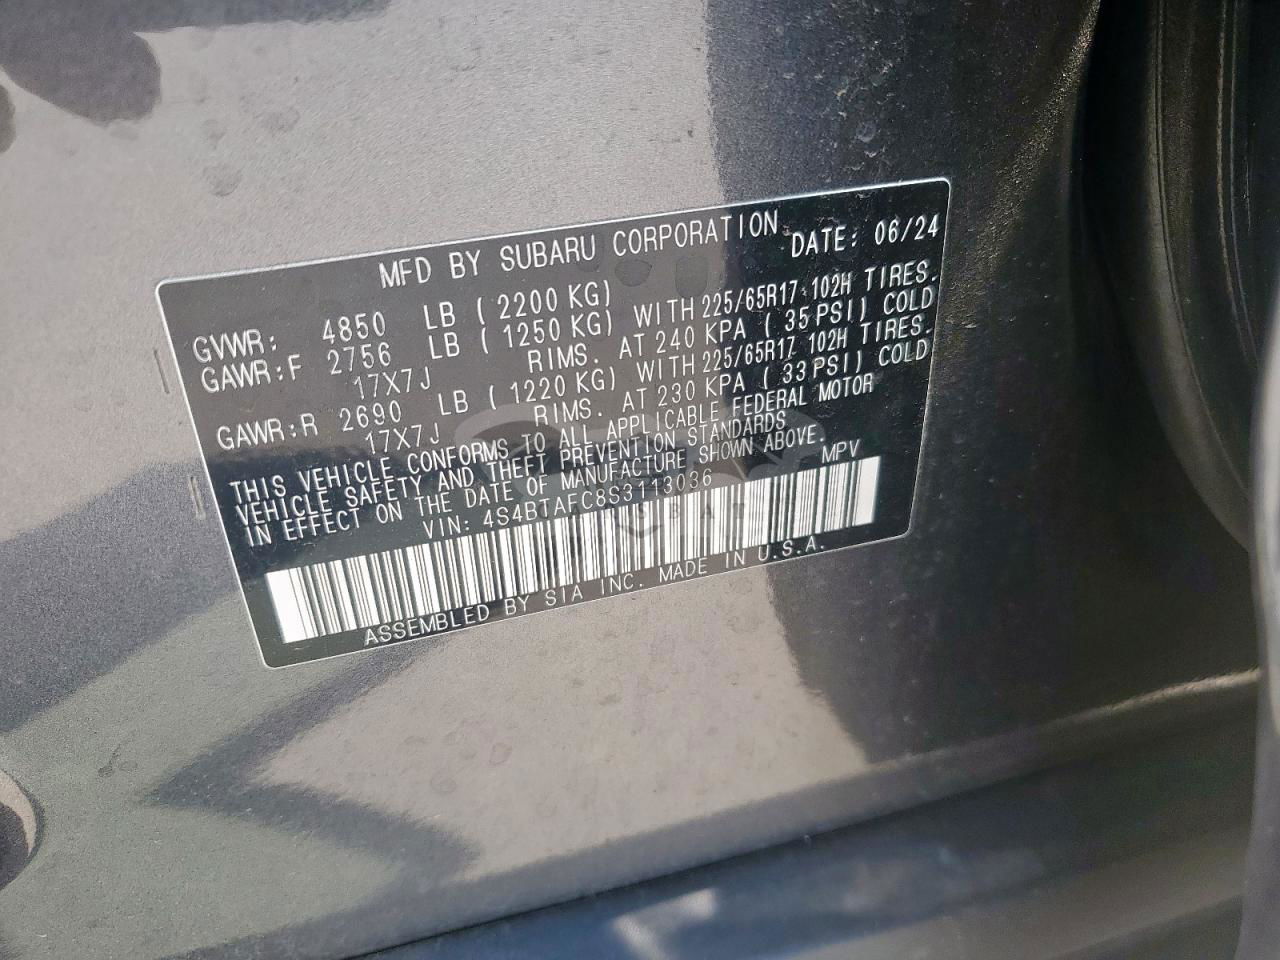 MFD BY SUBARU CORPORATION DATE: 06/24
GVWR: 4850 LB ( 2200 KG)
GAWR:F 2756 LB ( 1250 KG) WITH 225/65R17 102H TIRES.
17X7J RIMS. AT 240 KPA ( 35 PSI) COLD
GAWR:R 2690 LB ( 1220 KG) WITH 225/65R17 102H TIRES.
17X7J RIMS. AT 230 KPA ( 33 PSI) COLD
THIS VEHICLE CONFORMS TO ALL APPLICABLE FEDERAL MOTOR
VEHICLE SAFETY AND THEFT PREVENTION STANDARDS
IN EFFECT ON THE DATE OF MANUFACTURE SHOWN ABOVE.
VIN: 4S4BTAFC8S3143036 MPV
ASSEMBLED BY SIA INC. MADE IN U.S.A.